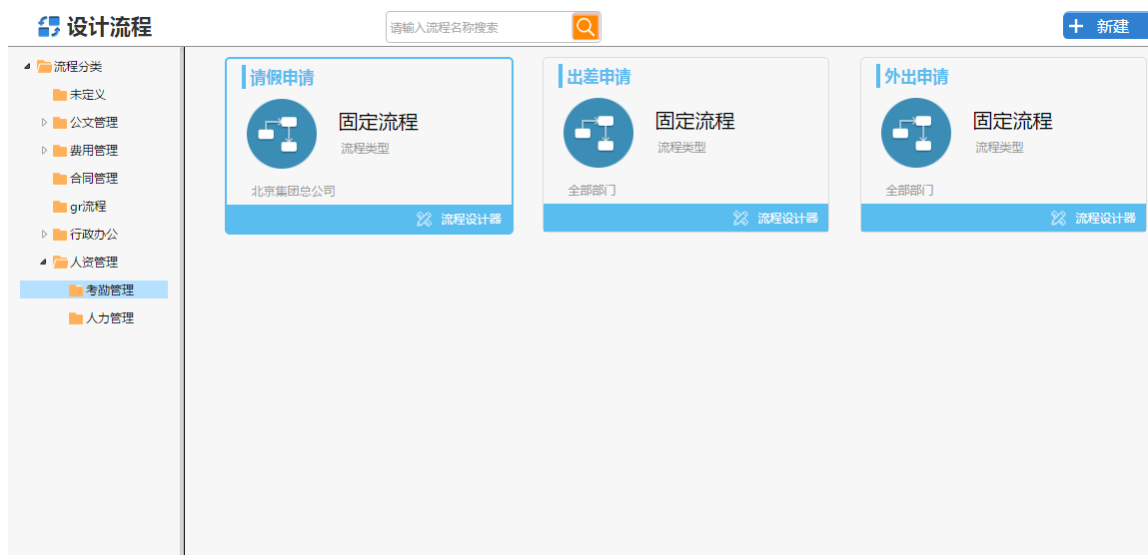 设计流程
请输入流程名称搜索
新建
流程分类
未定义
公文管理
费用管理
合同管理
gr流程
行政办公
人资管理
考勤管理
人力管理
请假申请
固定流程
流程类型
北京集团总公司
流程设计器
出差申请
固定流程
流程类型
全部部门
流程设计器
外出申请
固定流程
流程类型
全部部门
流程设计器